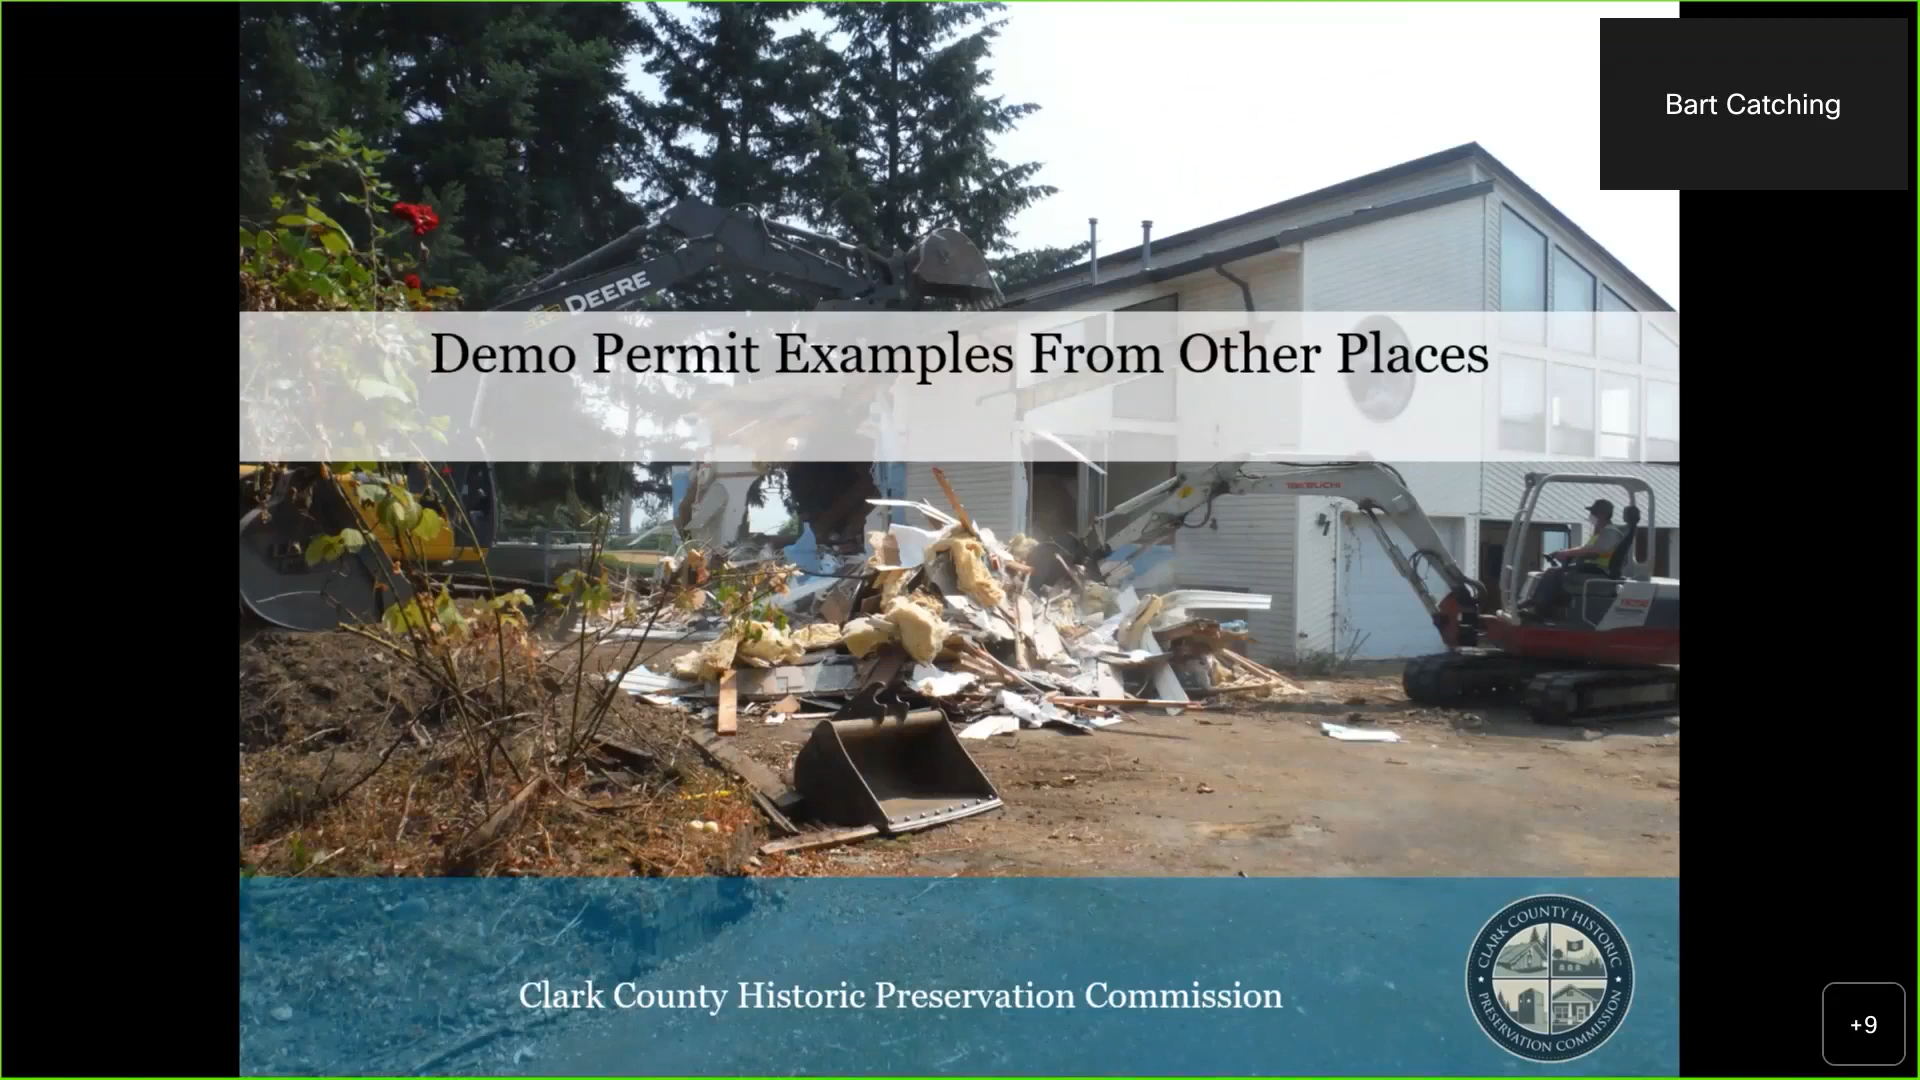 Bart Catching
DEERE
Demo Permit Examples From Other Places
TAKEUCHI
Clark County Historic Preservation Commission
CLARK COUNTY HISTORIC
PRESERVATION COMMISSION
+9